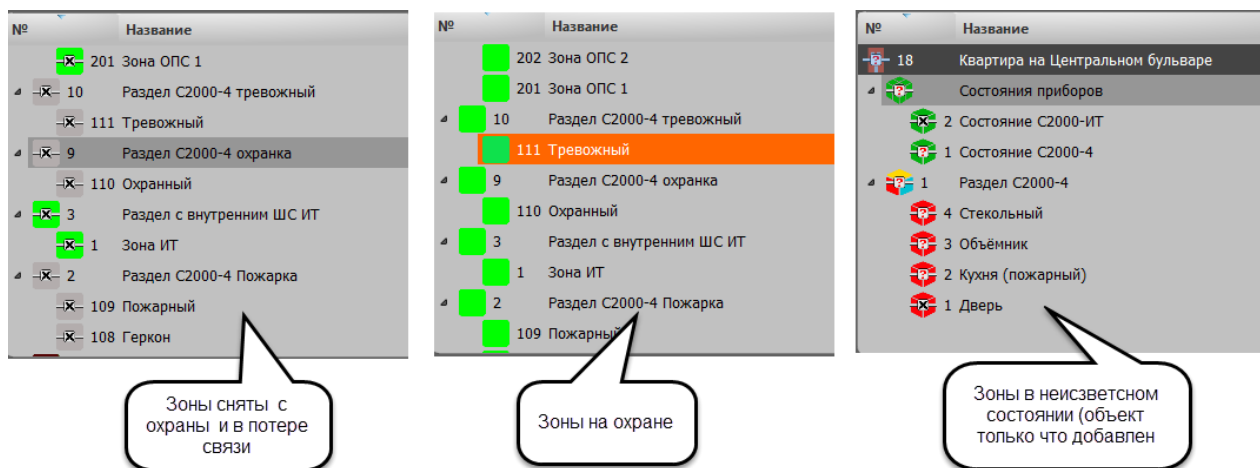 № Название
201 Зона ОПС 1
10 Раздел С2000-4 тревожный
111 Тревожный
9 Раздел С2000-4 охранка
110 Охранный
3 Раздел с внутренним ШС ИТ
1 Зона ИТ
2 Раздел С2000-4 Пожарка
109 Пожарный
108 Геркон
Зоны сняты с
охраны и в потере
связи
№ Название
202 Зона ОПС 2
201 Зона ОПС 1
10 Раздел С2000-4 тревожный
111 Тревожный
9 Раздел С2000-4 охранка
110 Охранный
3 Раздел с внутренним ШС ИТ
1 Зона ИТ
2 Раздел С2000-4 Пожарка
109 Пожарный
Зоны на охране
№ Название
18 Квартира на Центральном бульваре
Состояния приборов
2 Состояние С2000-ИТ
1 Состояние С2000-4
1 Раздел С2000-4
4 Стекольный
3 Объёмник
2 Кухня (пожарный)
1 Дверь
Зоны в неисзветсном
состоянии (объект
только что добавлен